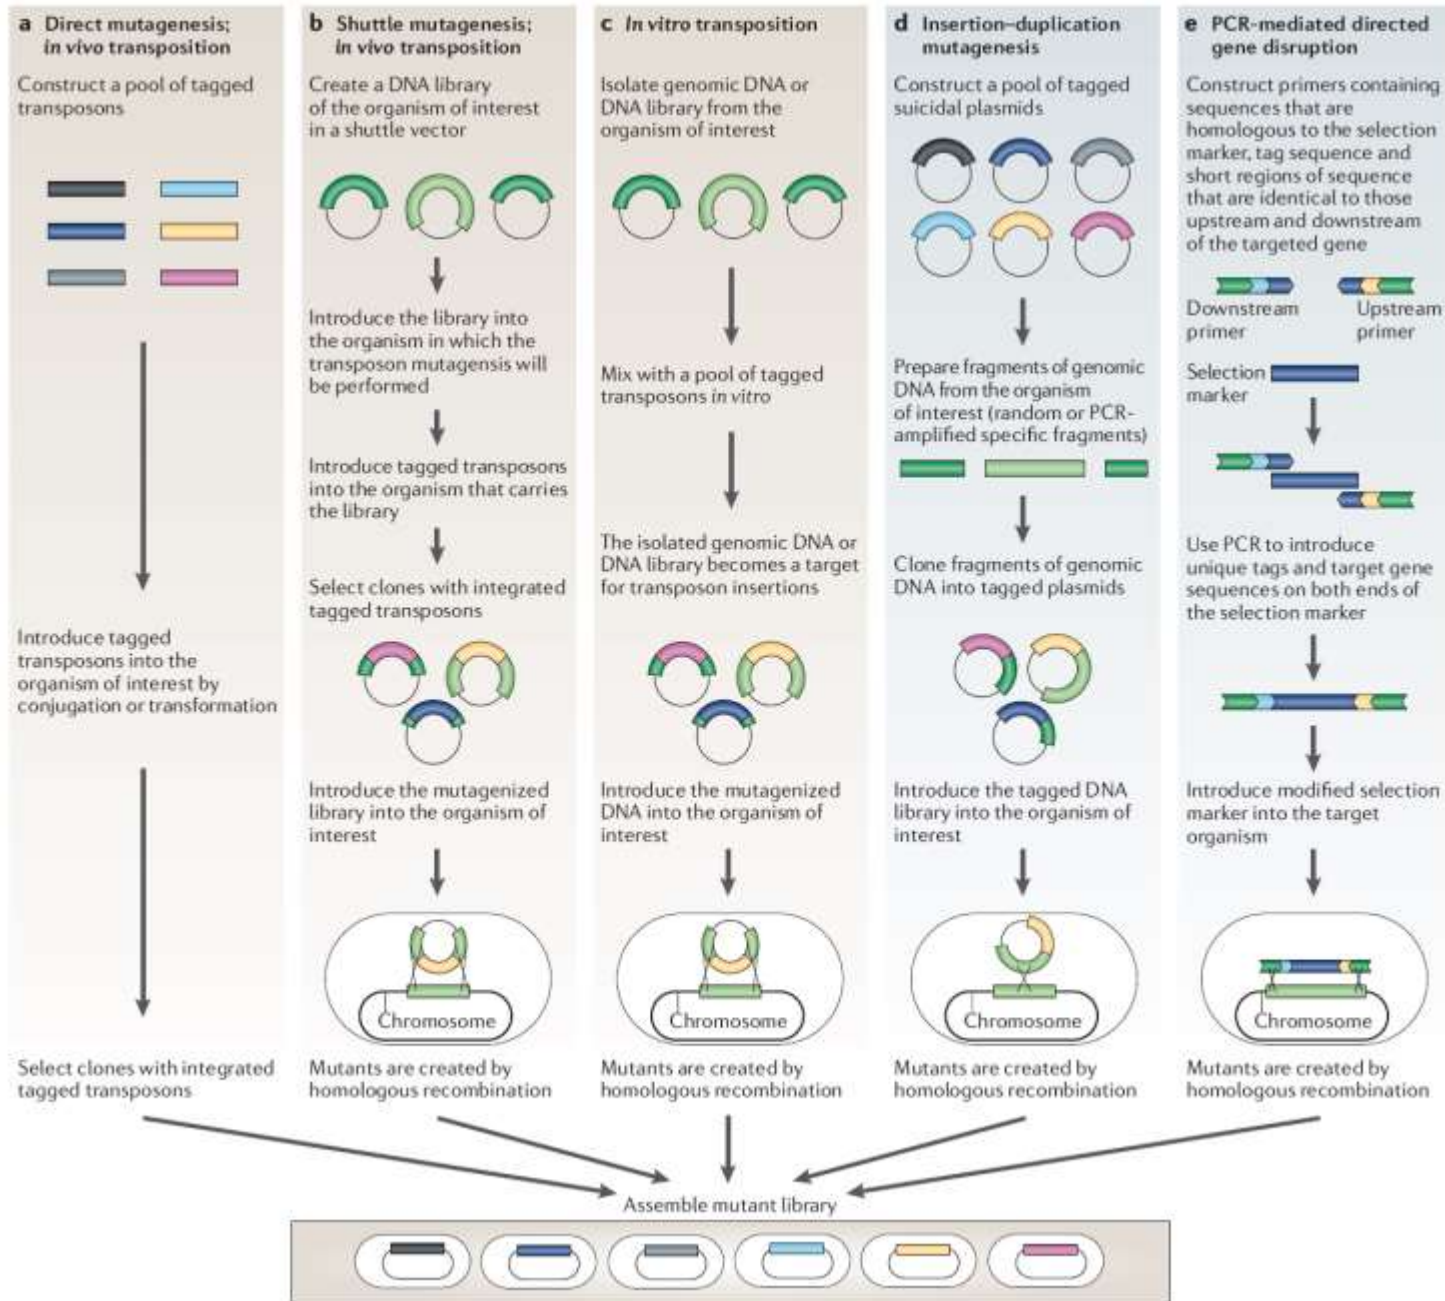 a Direct mutagenesis;
in vivo transposition
Construct a pool of tagged
transposons
Introduce tagged
transposons into the
organism of interest by
conjugation or transformation
Select clones with integrated
tagged transposons
b Shuttle mutagenesis;
in vivo transposition
Create a DNA library
of the organism of interest
in a shuttle vector
Introduce the library into
the organism in which the
transposon mutagensis will
be performed
Introduce tagged transposons
into the organism that carries
the library
Select clones with integrated
tagged transposons
Introduce the mutagenized
library into the organism of
interest
Chromosome
Mutants are created by
homologous recombination
c In vitro transposition
Isolate genomic DNA or
DNA library from the
organism of interest
Mix with a pool of tagged
transposons in vitro
The isolated genomic DNA or
DNA library becomes a target
for transposon insertions
Introduce the mutagenized
DNA into the organism of
interest
Chromosome
Mutants are created by
homologous recombination
d Insertion–duplication
mutagenesis
Construct a pool of tagged
suicidal plasmids
Prepare fragments of genomic
DNA from the organism
of interest (random or PCR-
amplified specific fragments)
Clone fragments of genomic
DNA into tagged plasmids
Introduce the tagged DNA
library into the organism of
interest
Chromosome
Mutants are created by
homologous recombination
e PCR-mediated directed
gene disruption
Construct primers containing
sequences that are
homologous to the selection
marker, tag sequence and
short regions of sequence
that are identical to those
upstream and downstream
of the targeted gene
Downstream
primer
Upstream
primer
Selection
marker
Use PCR to introduce
unique tags and target gene
sequences on both ends of
the selection marker
Introduce modified selection
marker into the target
organism
Chromosome
Mutants are created by
homologous recombination
Assemble mutant library